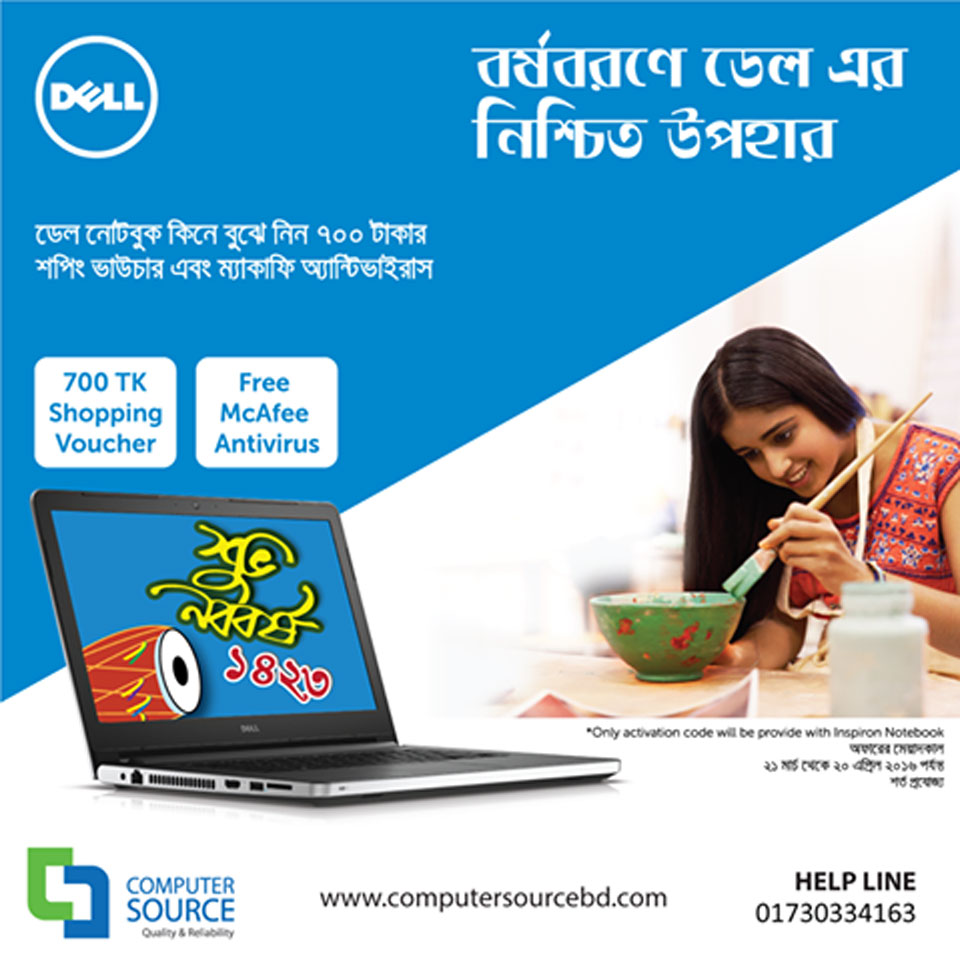 DELL
বর্ষবরণে ডেল এর
নিশ্চিত উপহার
ডেল নোটবুক কিনে বুঝে নিন ৭০০ টাকার
শপিং ভাউচার এবং ম্যাকাফি অ্যান্টিভাইরাস
700 TK
Shopping
Voucher
Free
McAfee
Antivirus
শুভ
নববর্ষ
১৪২৩
DELL
*Only activation code will be provide with Inspiron Notebook
অফারের মেয়াদকাল
২১ মার্চ থেকে ২০ এপ্রিল ২০১৬ পর্যন্ত
শর্ত প্রযোজ্য
COMPUTER
SOURCE
Quality & Reliability
www.computersourcebd.com
HELP LINE
01730334163